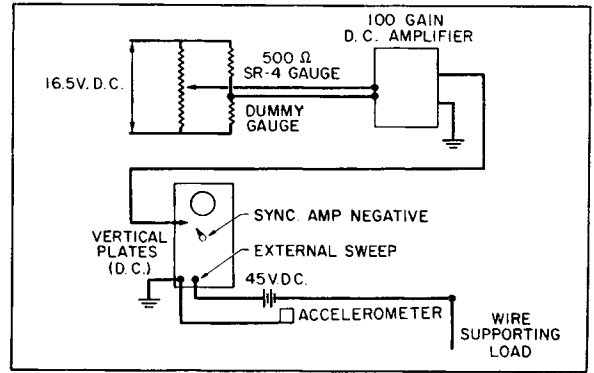 100 GAIN
D. C. AMPLIFIER
500 Ω
SR-4 GAUGE
16.5V. D.C.
DUMMY
GAUGE
SYNC. AMP NEGATIVE
VERTICAL
PLATES
(D. C.)
EXTERNAL SWEEP
45V.D.C.
ACCELEROMETER
WIRE
SUPPORTING
LOAD